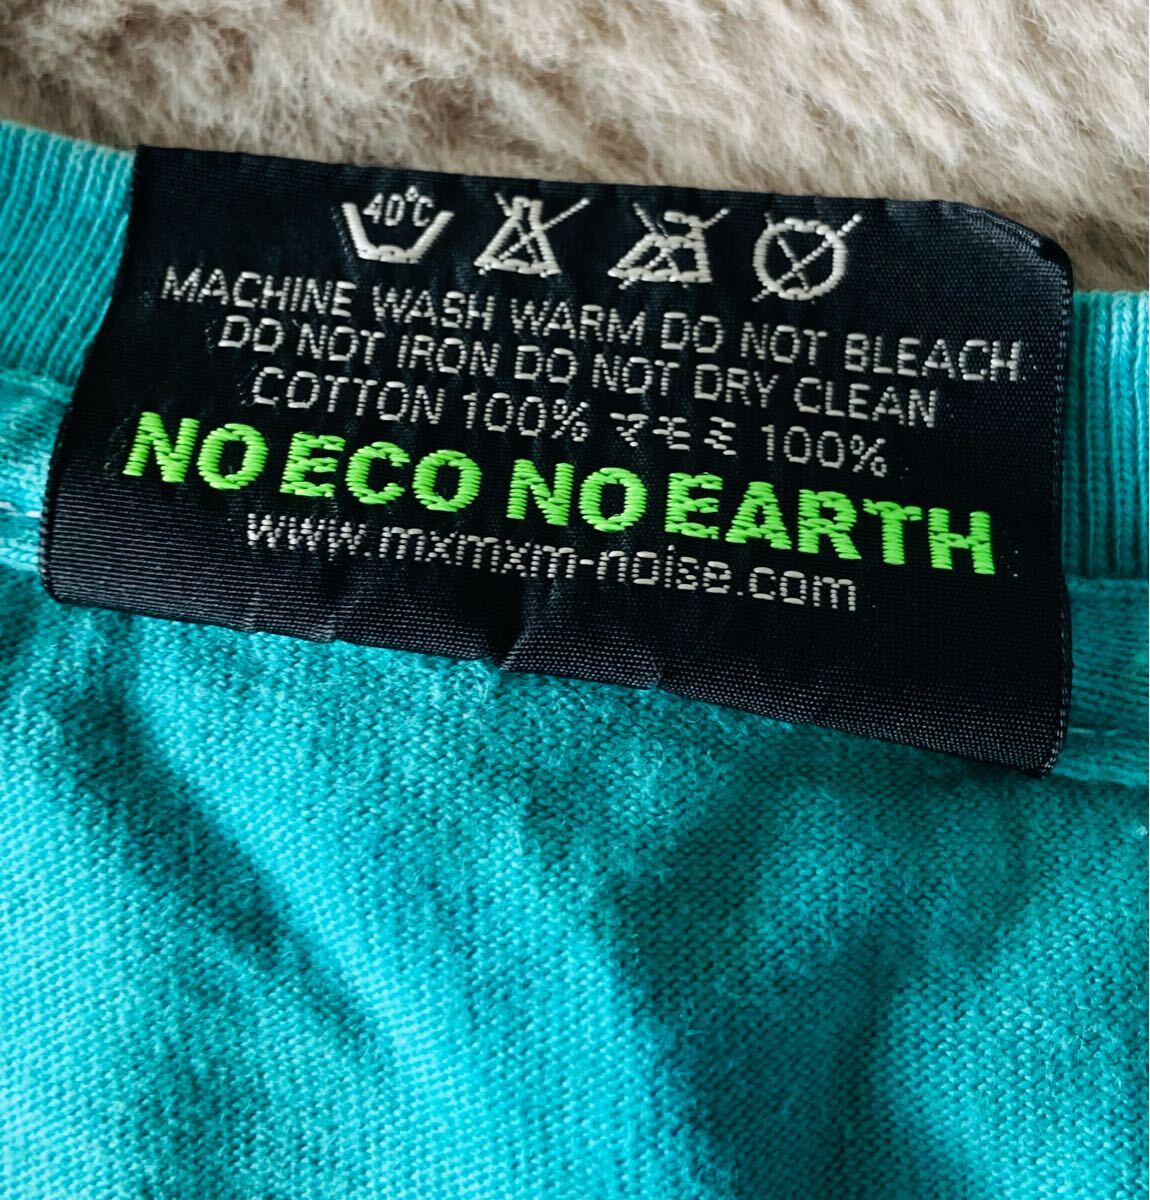 40°C
MACHINE WASH WARM DO NOT BLEACH
DO NOT IRON DO NOT DRY CLEAN
COTTON 100% マモミ 100%
NO ECO NO EARTH
www.mxmxm-noise.com